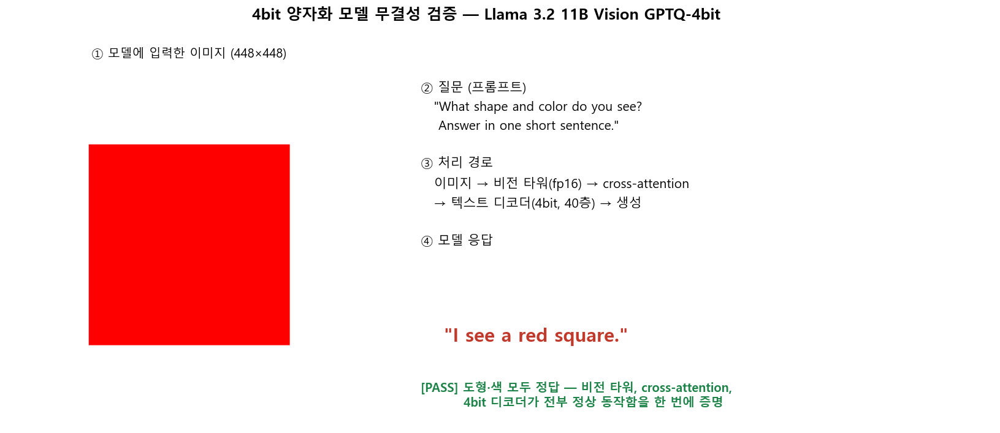 4bit 양자화 모델 무결성 검증 — Llama 3.2 11B Vision GPTQ-4bit
① 모델에 입력한 이미지 (448×448)
② 질문 (프롬프트)
"What shape and color do you see?
Answer in one short sentence."
③ 처리 경로
이미지 → 비전 타워(fp16) → cross-attention
→ 텍스트 디코더(4bit, 40층) → 생성
④ 모델 응답
"I see a red square."
[PASS] 도형·색 모두 정답 — 비전 타워, cross-attention,
4bit 디코더가 전부 정상 동작함을 한 번에 증명